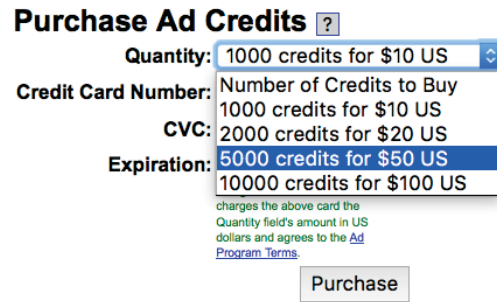 Purchase Ad Credits ?
Quantity: 1000 credits for $10 US
Number of Credits to Buy
Credit Card Number: 1000 credits for $10 US
CVC: 2000 credits for $20 US
Expiration: 5000 credits for $50 US
10000 credits for $100 US
charges the above card the
Quantity field's amount in US
dollars and agrees to the Ad
Program Terms.
Purchase